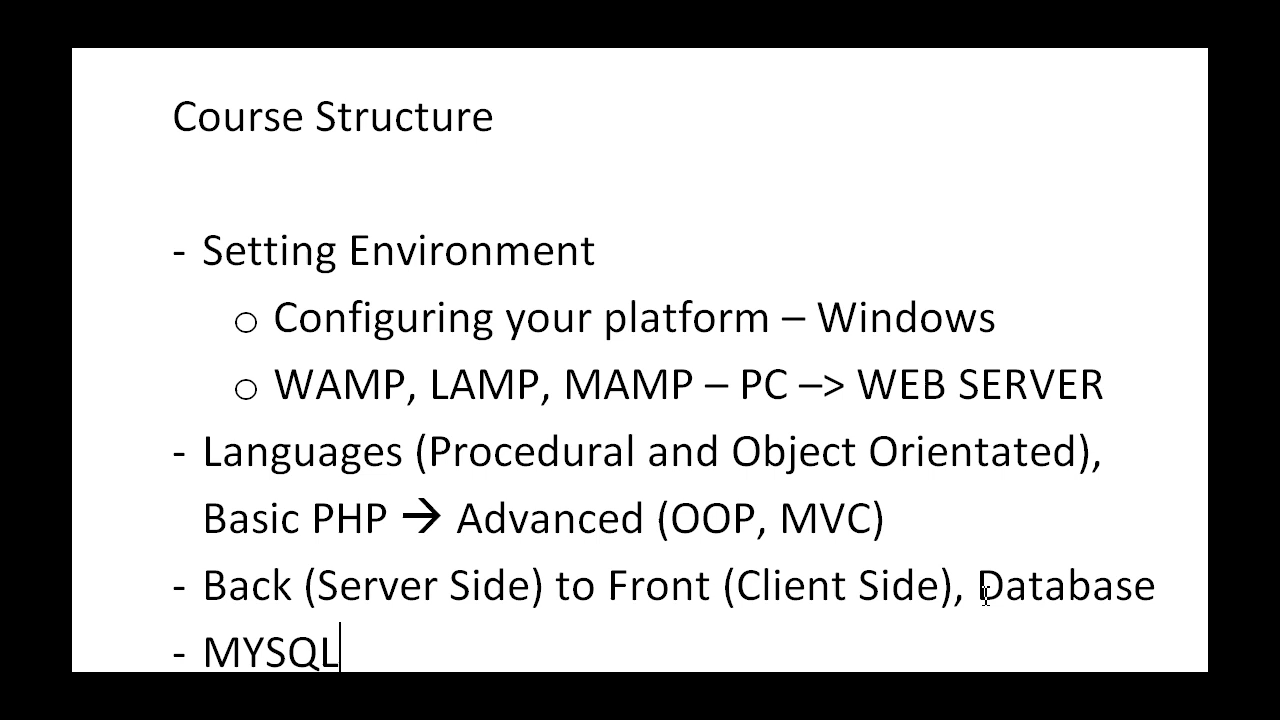 Course Structure
- Setting Environment
o Configuring your platform – Windows
o WAMP, LAMP, MAMP – PC –> WEB SERVER
- Languages (Procedural and Object Orientated),
Basic PHP → Advanced (OOP, MVC)
- Back (Server Side) to Front (Client Side), Database
- MYSQL